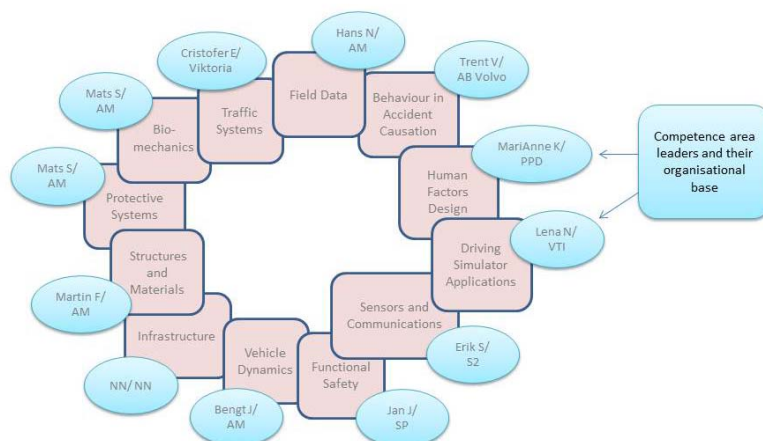 Hans N/
AM
Cristofer E/
Viktoria
Trent V/
AB Volvo
Mats S/
AM
Field Data
Traffic
Systems
Behaviour in
Accident
Causation
Bio-
mechanics
MariAnne K/
PPD
Competence area
leaders and their
organisational
base
Mats S/
AM
Human
Factors
Design
Protective
Systems
Lena N/
VTI
Driving
Simulator
Applications
Structures
and
Materials
Martin F/
AM
Sensors and
Communications
Infrastructure
Erik S/
S2
Vehicle
Dynamics
Functional
Safety
NN/ NN
Bengt J/
AM
Jan J/
SP